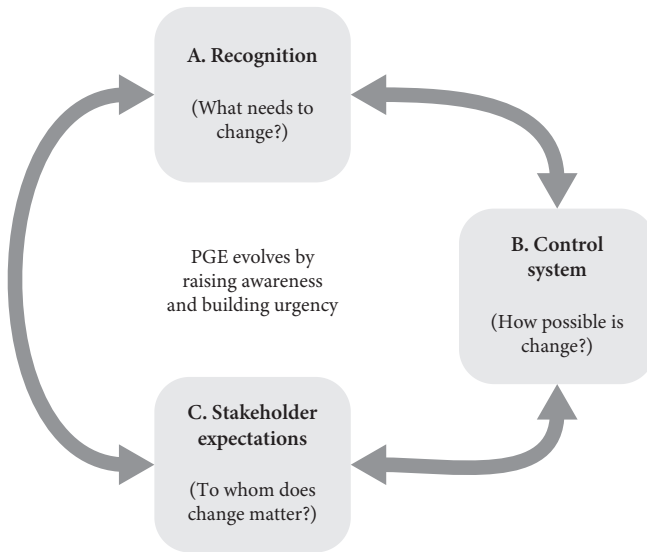 A. Recognition
(What needs to
change?)
PGE evolves by
raising awareness
and building urgency
B. Control
system
(How possible is
change?)
C. Stakeholder
expectations
(To whom does
change matter?)